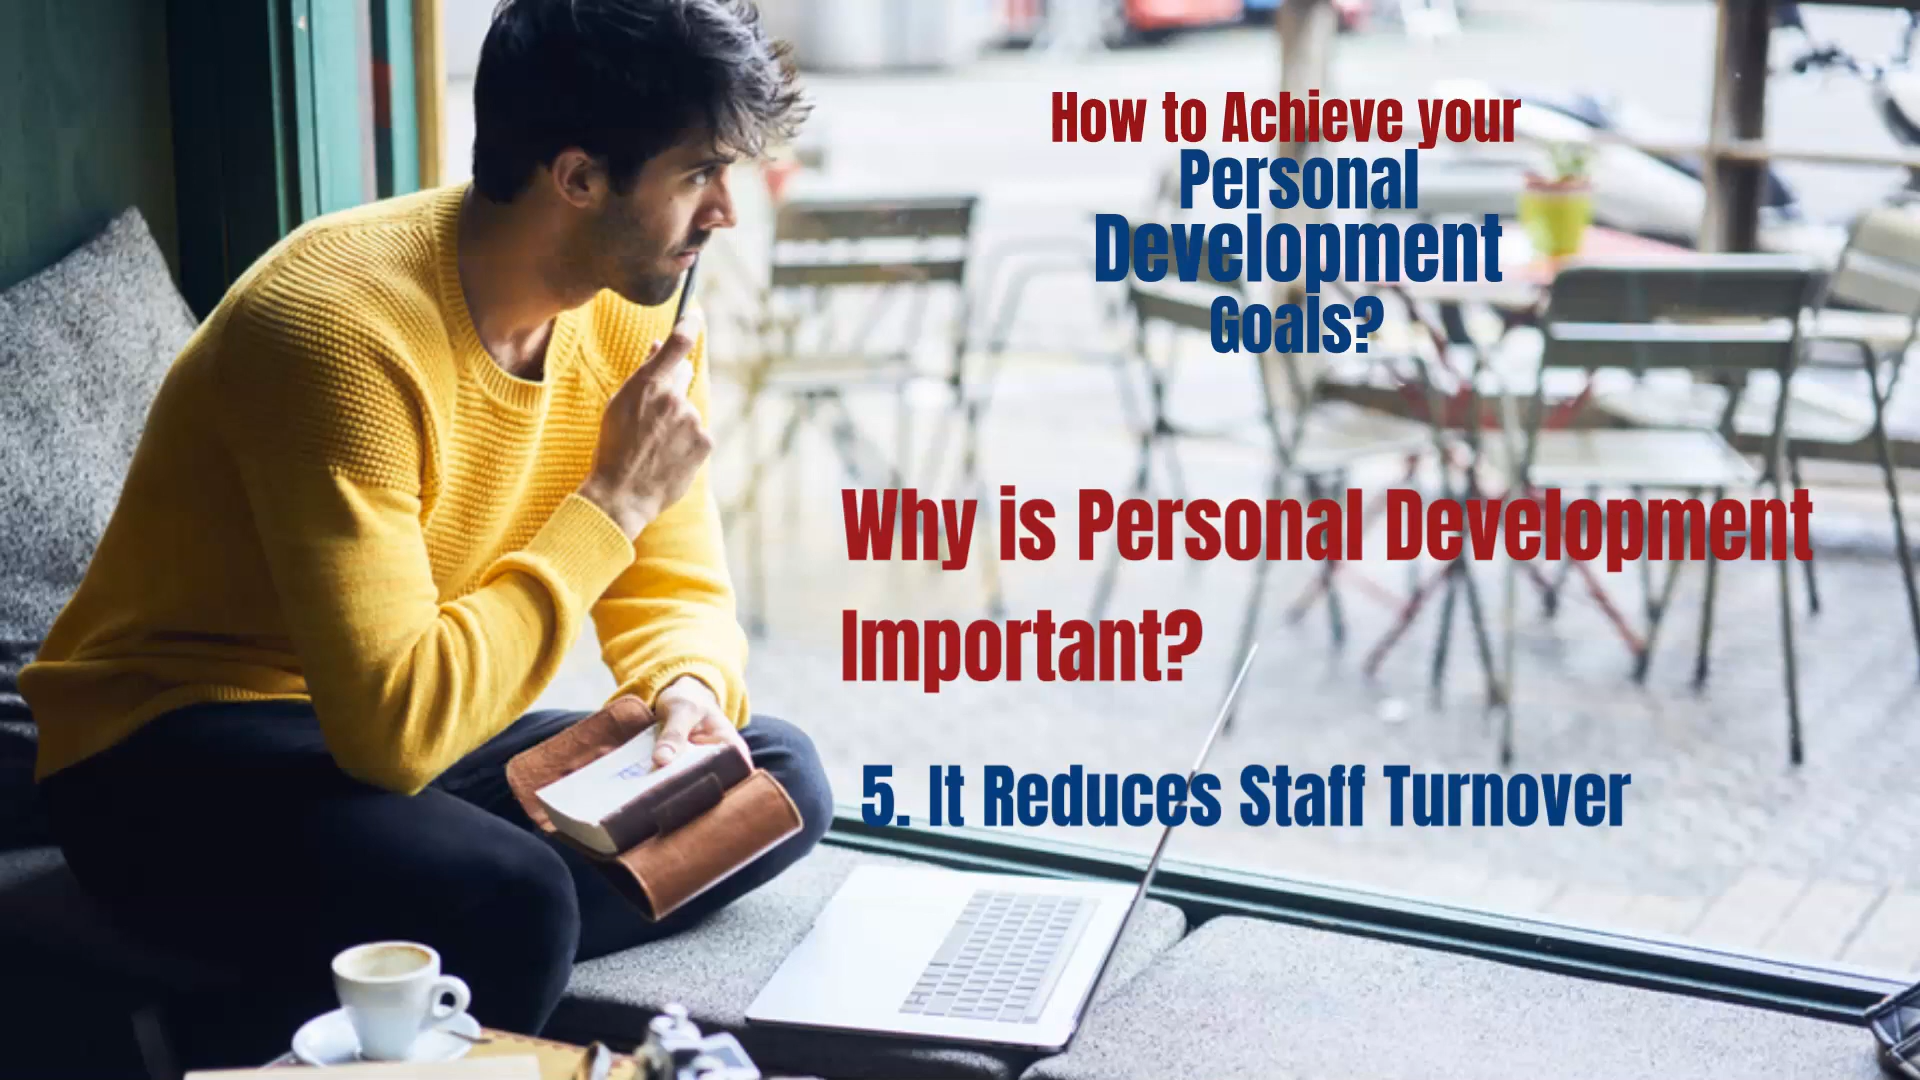 How to Achieve your
Personal
Development
Goals?
Why is Personal Development
Important?
5. It Reduces Staff Turnover